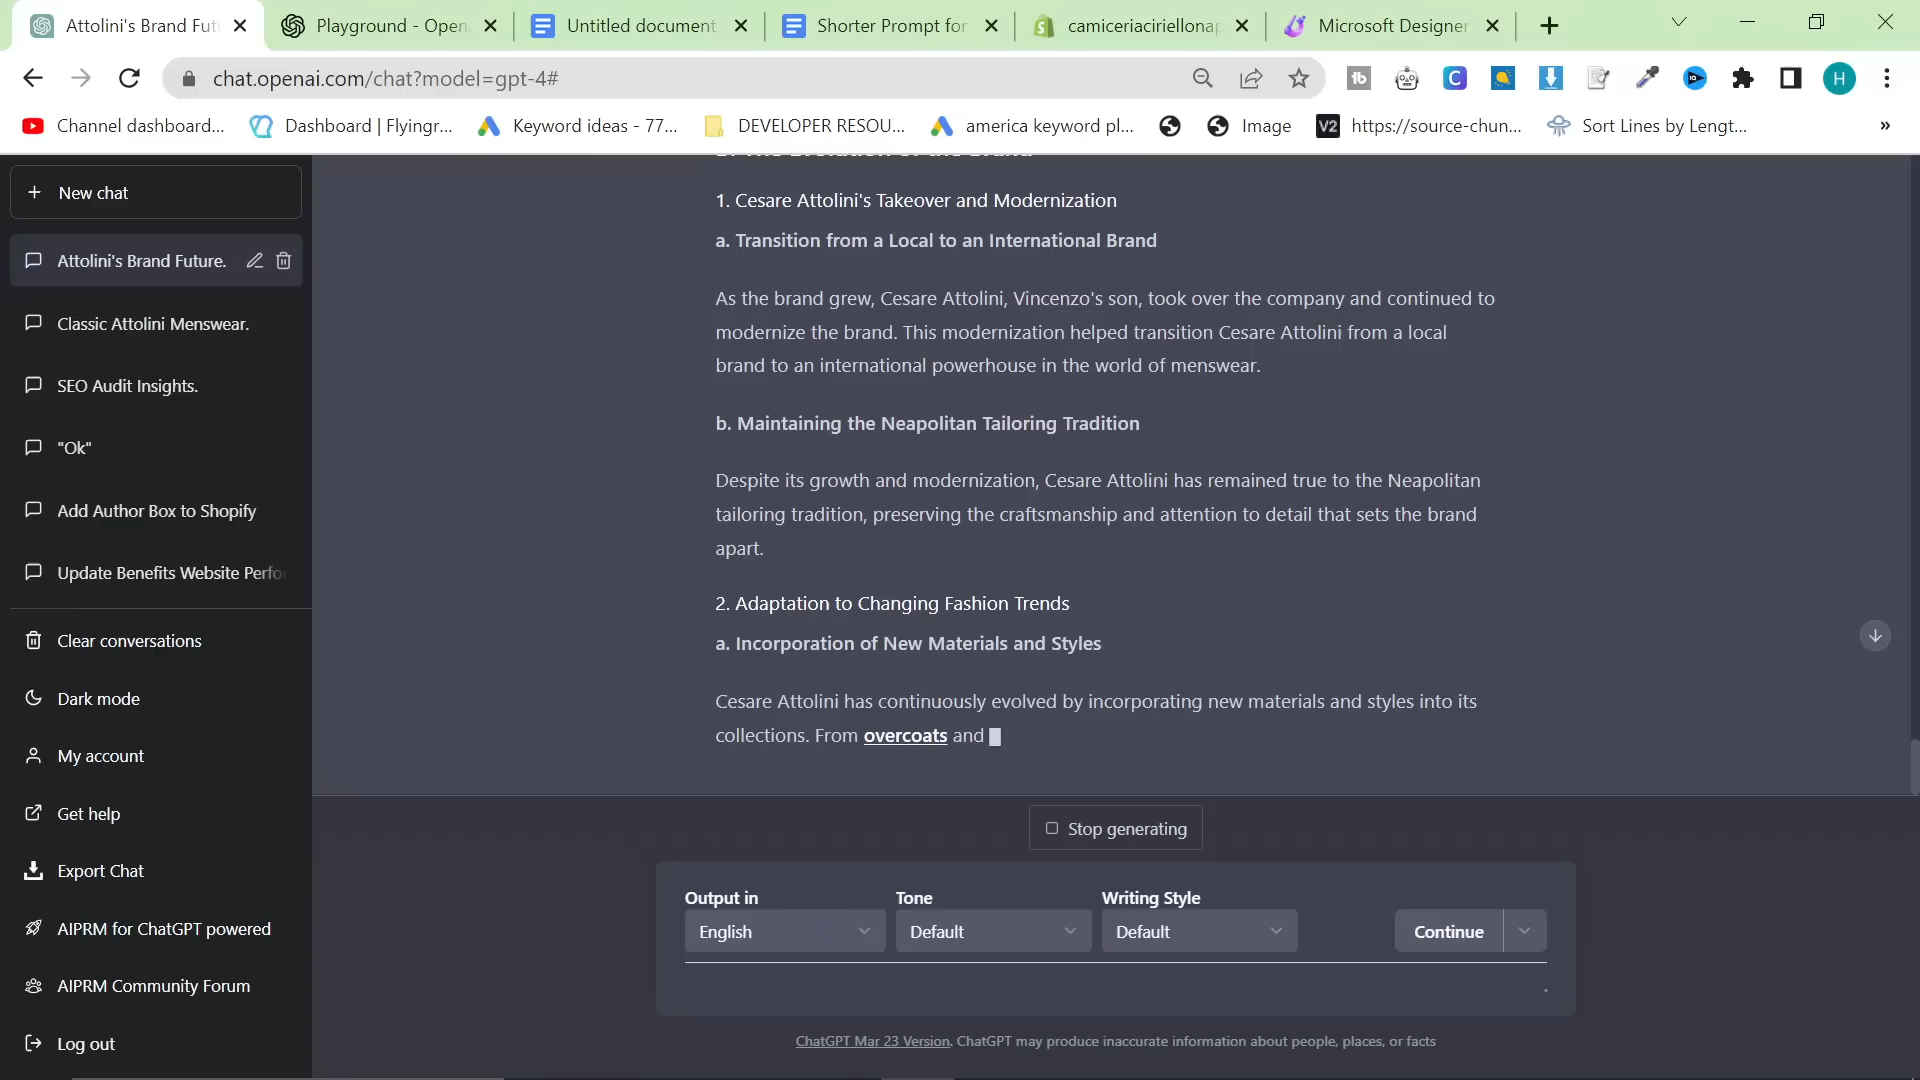 Attolini's Brand Fut
Playground - Open
Untitled document
Shorter Prompt for
camiceriaciriellonap
Microsoft Designer
chat.openai.com/chat?model=gpt-4#
H
Channel dashboard...
Dashboard | Flyingr...
Keyword ideas - 77...
DEVELOPER RESOU...
america keyword pl...
Image
V2
https://source-chun...
Sort Lines by Lengt...
»
New chat
Attolini's Brand Future.
Classic Attolini Menswear.
SEO Audit Insights.
"Ok"
Add Author Box to Shopify
Update Benefits Website Perfo
Clear conversations
Dark mode
My account
Get help
Export Chat
AIPRM for ChatGPT powered
AIPRM Community Forum
Log out
1. Cesare Attolini's Takeover and Modernization
a. Transition from a Local to an International Brand
As the brand grew, Cesare Attolini, Vincenzo's son, took over the company and continued to
modernize the brand. This modernization helped transition Cesare Attolini from a local
brand to an international powerhouse in the world of menswear.
b. Maintaining the Neapolitan Tailoring Tradition
Despite its growth and modernization, Cesare Attolini has remained true to the Neapolitan
tailoring tradition, preserving the craftsmanship and attention to detail that sets the brand
apart.
2. Adaptation to Changing Fashion Trends
a. Incorporation of New Materials and Styles
Cesare Attolini has continuously evolved by incorporating new materials and styles into its
collections. From overcoats and
Stop generating
Output in
Tone
Writing Style
English
Default
Default
Continue
ChatGPT Mar 23 Version. ChatGPT may produce inaccurate information about people, places, or facts